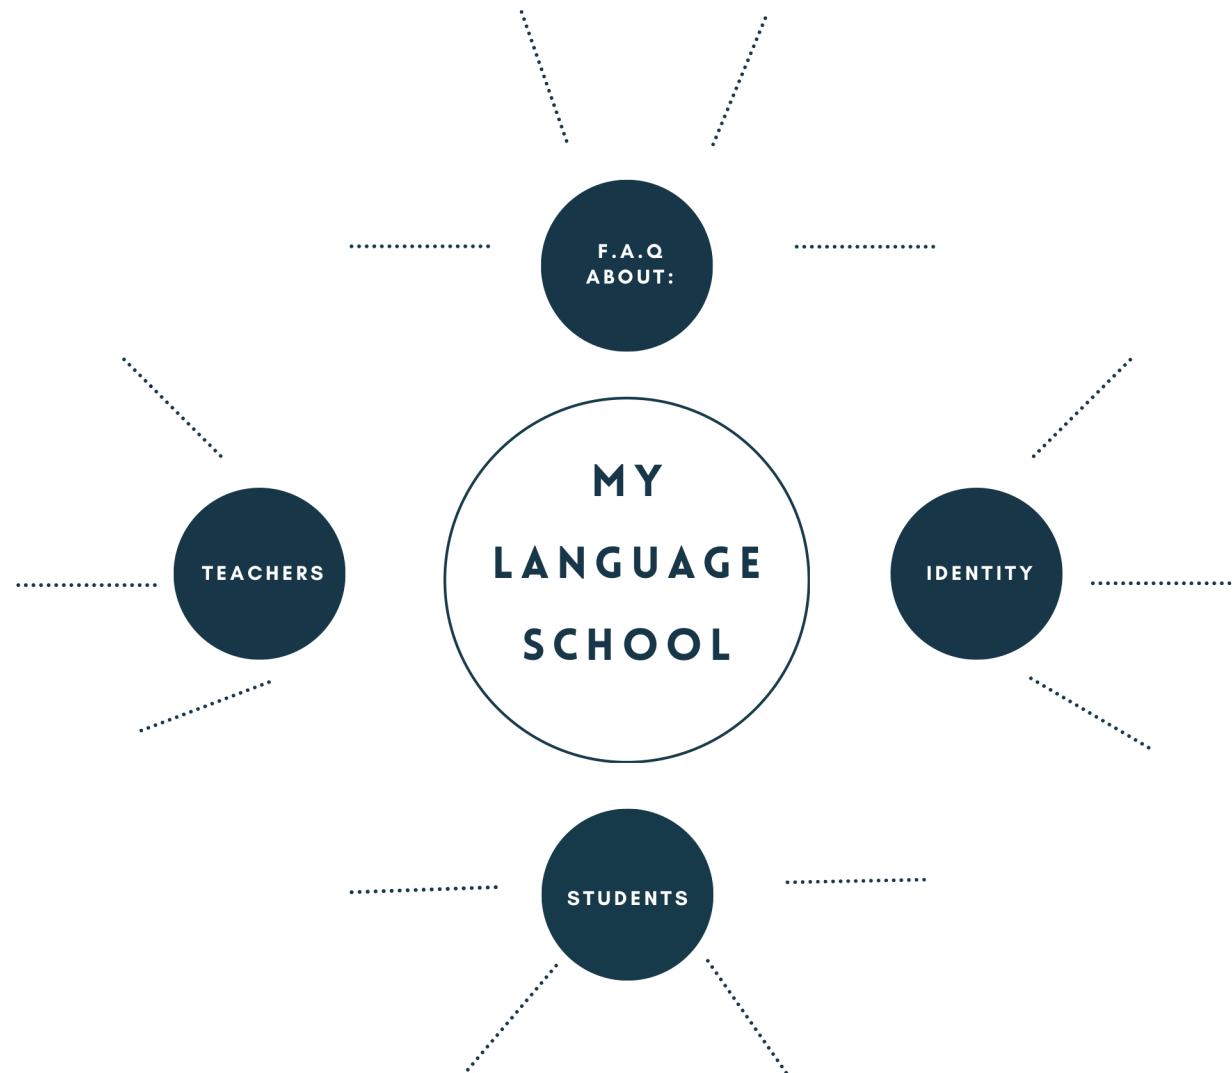 F.A.Q
ABOUT:
MY
LANGUAGE
SCHOOL
TEACHERS
IDENTITY
STUDENTS